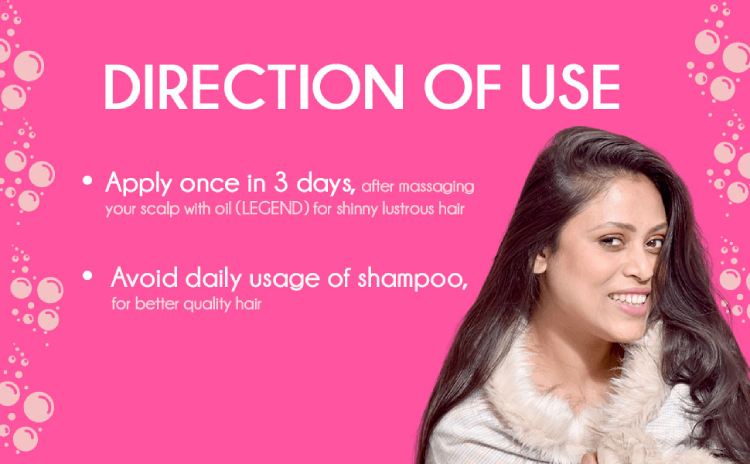 DIRECTION OF USE
• Apply once in 3 days, after massaging
your scalp with oil (LEGEND) for shinny lustrous hair
• Avoid daily usage of shampoo,
for better quality hair